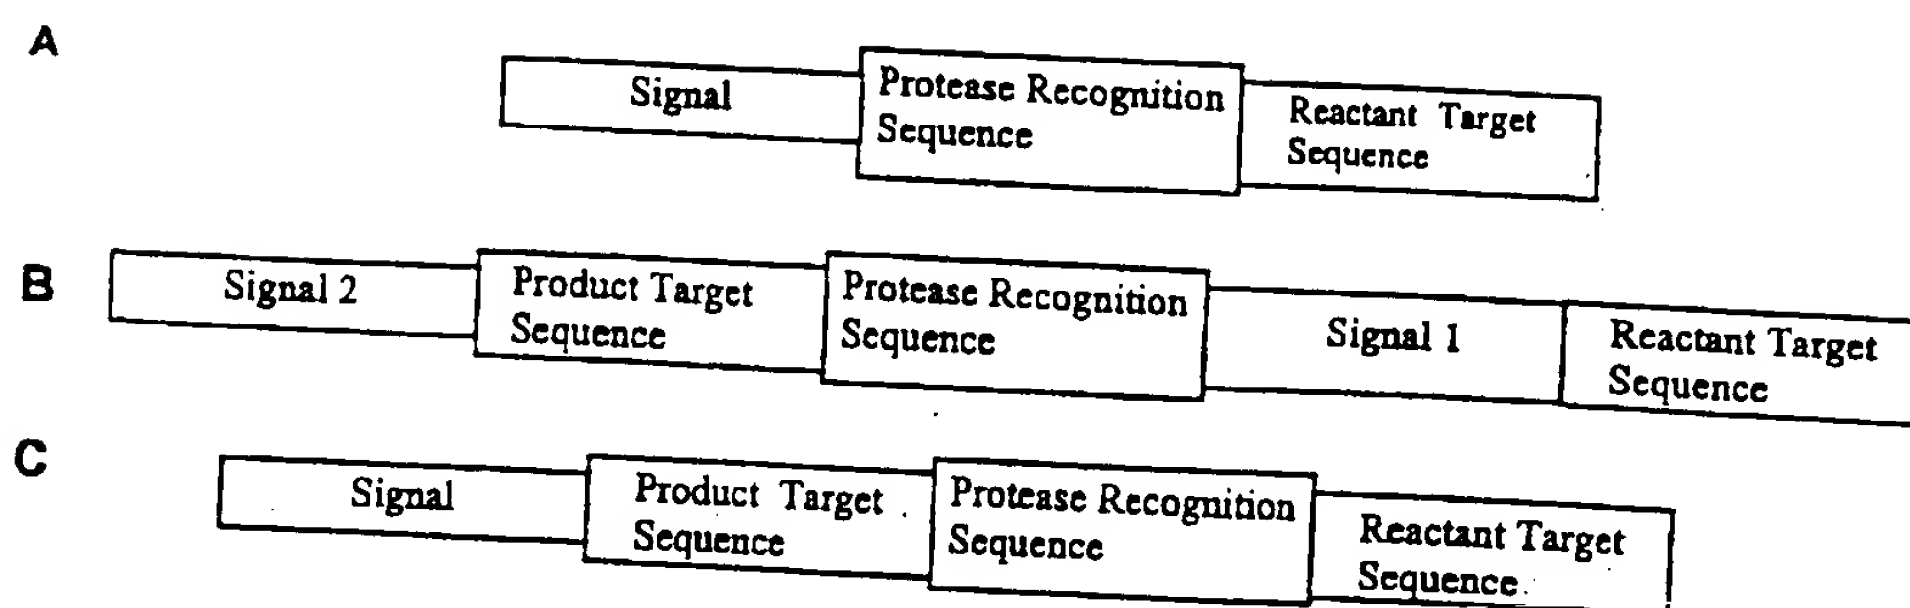 A
Signal
Protease Recognition
Sequence
Reactant Target
Sequence
B
Signal 2
Product Target
Sequence
Protease Recognition
Sequence
Signal 1
Reactant Target
Sequence
C
Signal
Product Target
Sequence
Protease Recognition
Sequence
Reactant Target
Sequence